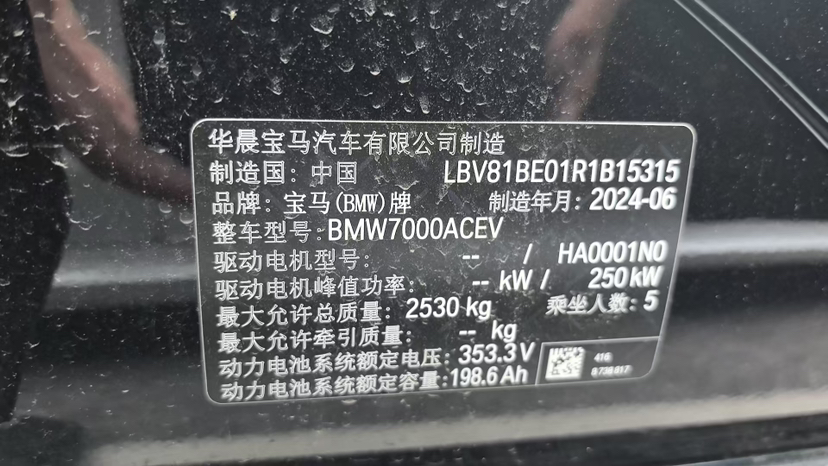 华晨宝马汽车有限公司制造
制造国：中国 LBV81BE01R1B15315
品牌：宝马(BMW)牌 制造年月：2024-06
整车型号：BMW7000ACEV
驱动电机型号： -- / HA0001N0
驱动电机峰值功率： -- kW / 250 kW
最大允许总质量：2530 kg 乘坐人数：5
最大允许牵引质量： -- kg
动力电池系统额定电压：353.3 V
动力电池系统额定容量：198.6 Ah
416
8 738 017